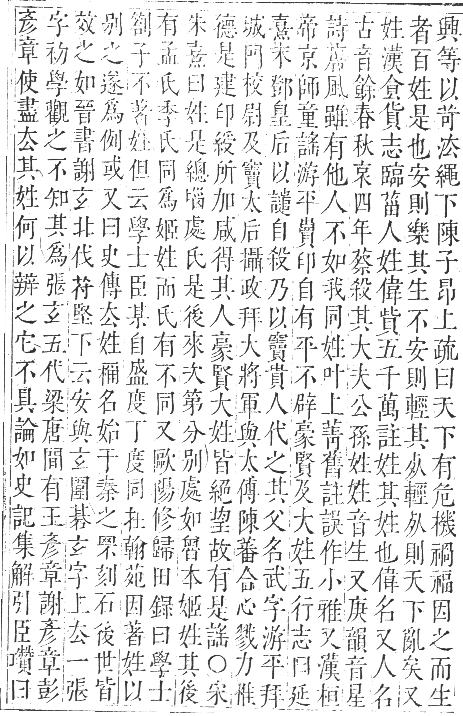 興等以苛法繩下陳子昂上疏曰天下有危機禍福因之而生
者百姓是也安則樂其生不安則輕其死輕死則天下亂矣又
姓漢食貨志臨菑人姓偉貲五千萬註姓其姓也偉名又人名
古音餘春秋哀四年蔡殺其大夫公孫姓姓音生又庚韻音星
詩唐風雖有他人不如我同姓叶上菁舊註誤作小雅又漢桓
帝京師童謠游平賣印自有平不辟豪賢及大姓五行志曰延
熹末鄧皇后以譴自殺乃以竇貴人代之其父名武字游平拜
城門校尉及竇太后攝政拜大將軍與太傅陳蕃合心戮力惟
德是建印綬所加咸得其人豪賢大姓皆絕望故有是謠○宋
朱熹曰姓是總腦處氏是後來次第分別處如魯本姬姓其後
有孟氏季氏同爲姬姓而氏有不同又歐陽修歸田錄曰學士
劄子不著姓但云學士臣某自盛度丁度同在翰苑因著姓以
別之遂爲例或又曰史傳去姓稱名始于秦之罘刻石後世皆
效之如晉書謝玄北伐苻堅下云安與玄圍棊玄字上去一張
字初學觀之不知其爲張玄五代梁唐間有王彥章謝彥章彭
彥章使盡去其姓何以辨之它不具論如史記集解引臣瓚曰